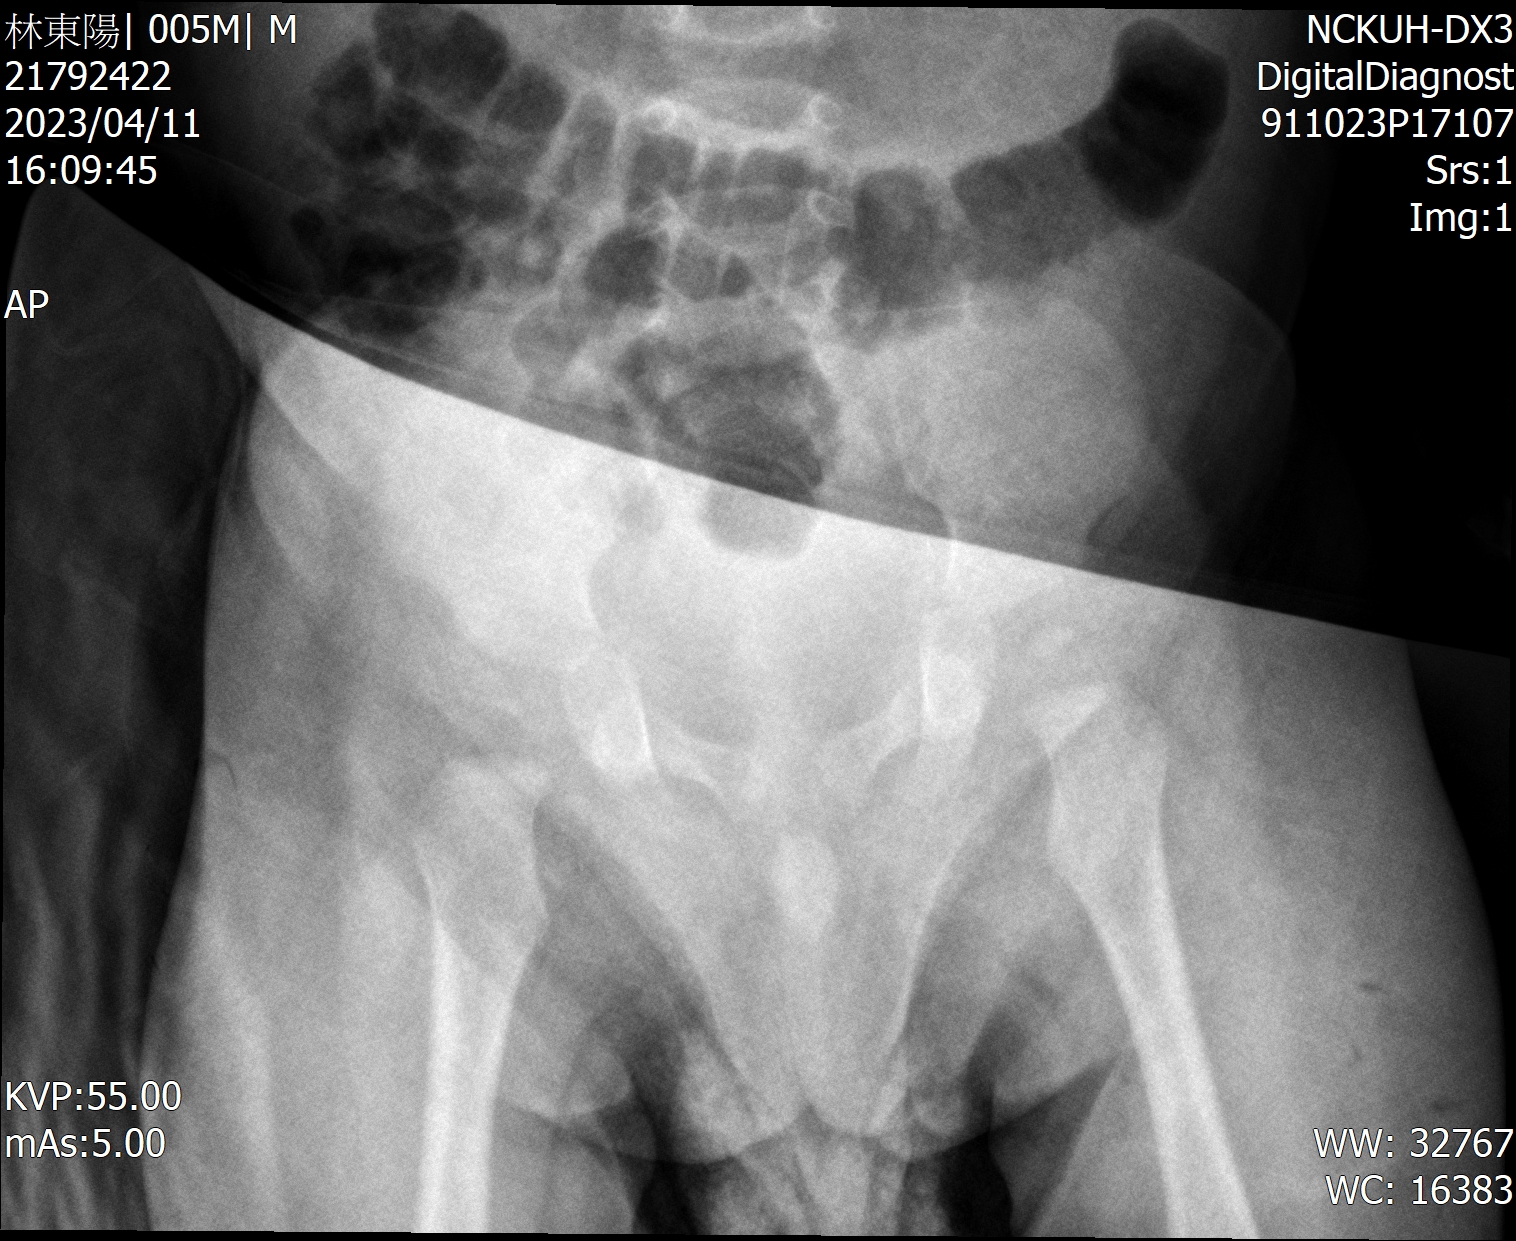 林東陽| 005M| M
21792422
2023/04/11
16:09:45
AP
NCKUH-DX3
DigitalDiagnost
911023P17107
Srs:1
Img:1
KVP:55.00
mAs:5.00
WW: 32767
WC: 16383